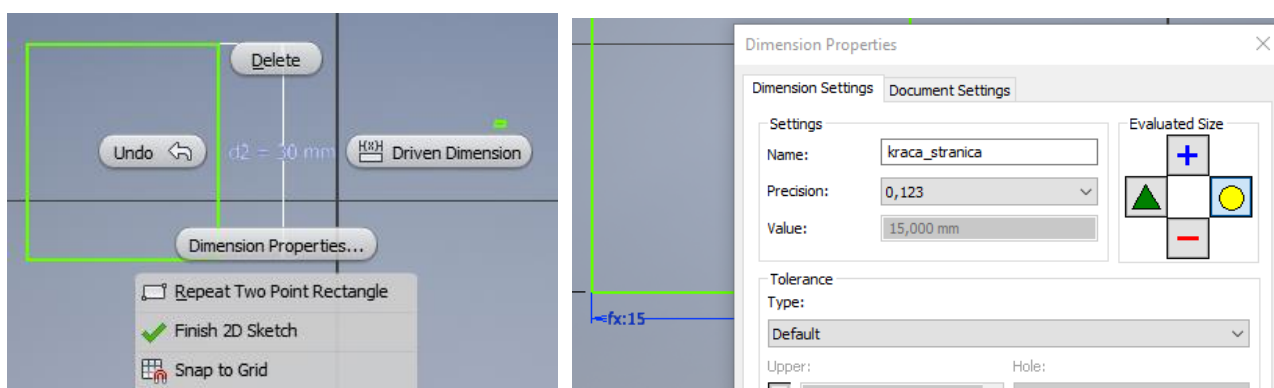 Delete
Undo
d2 = 30 mm
Driven Dimension
Dimension Properties...
Repeat Two Point Rectangle
Finish 2D Sketch
Snap to Grid
fx:15
Dimension Properties
Dimension Settings
Document Settings
Settings
Name:
kraca_stranica
Precision:
0,123
Value:
15,000 mm
Evaluated Size
Tolerance
Type:
Default
Upper:
Hole: